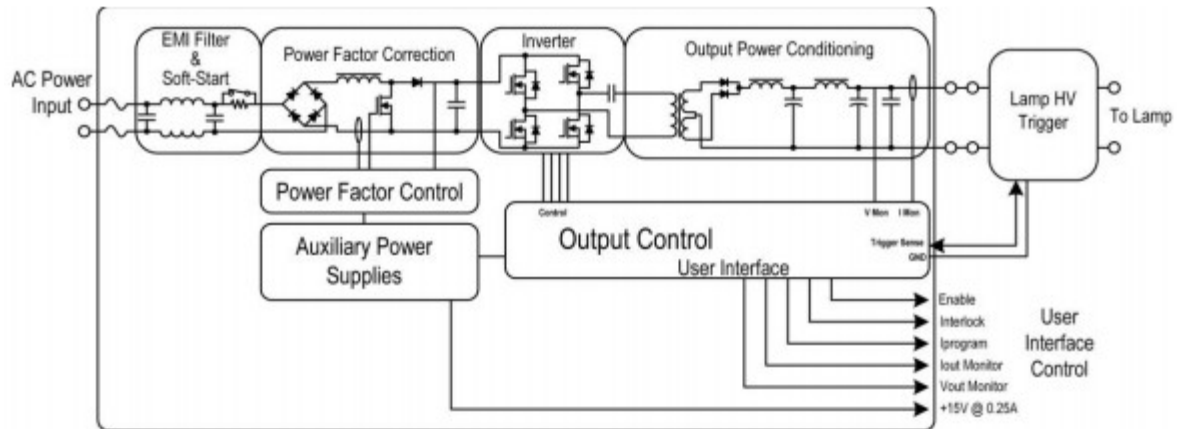 EMI Filter
&
Soft-Start
Power Factor Correction
Inverter
Output Power Conditioning
AC Power
Input
Lamp HV
Trigger
To Lamp
Power Factor Control
Control
V Mon
I Mon
Output Control
Trigger Sense
GND
User Interface
Auxiliary Power
Supplies
Enable
Interlock
Iprogram
Iout Monitor
Vout Monitor
+15V @ 0.25A
User
Interface
Control